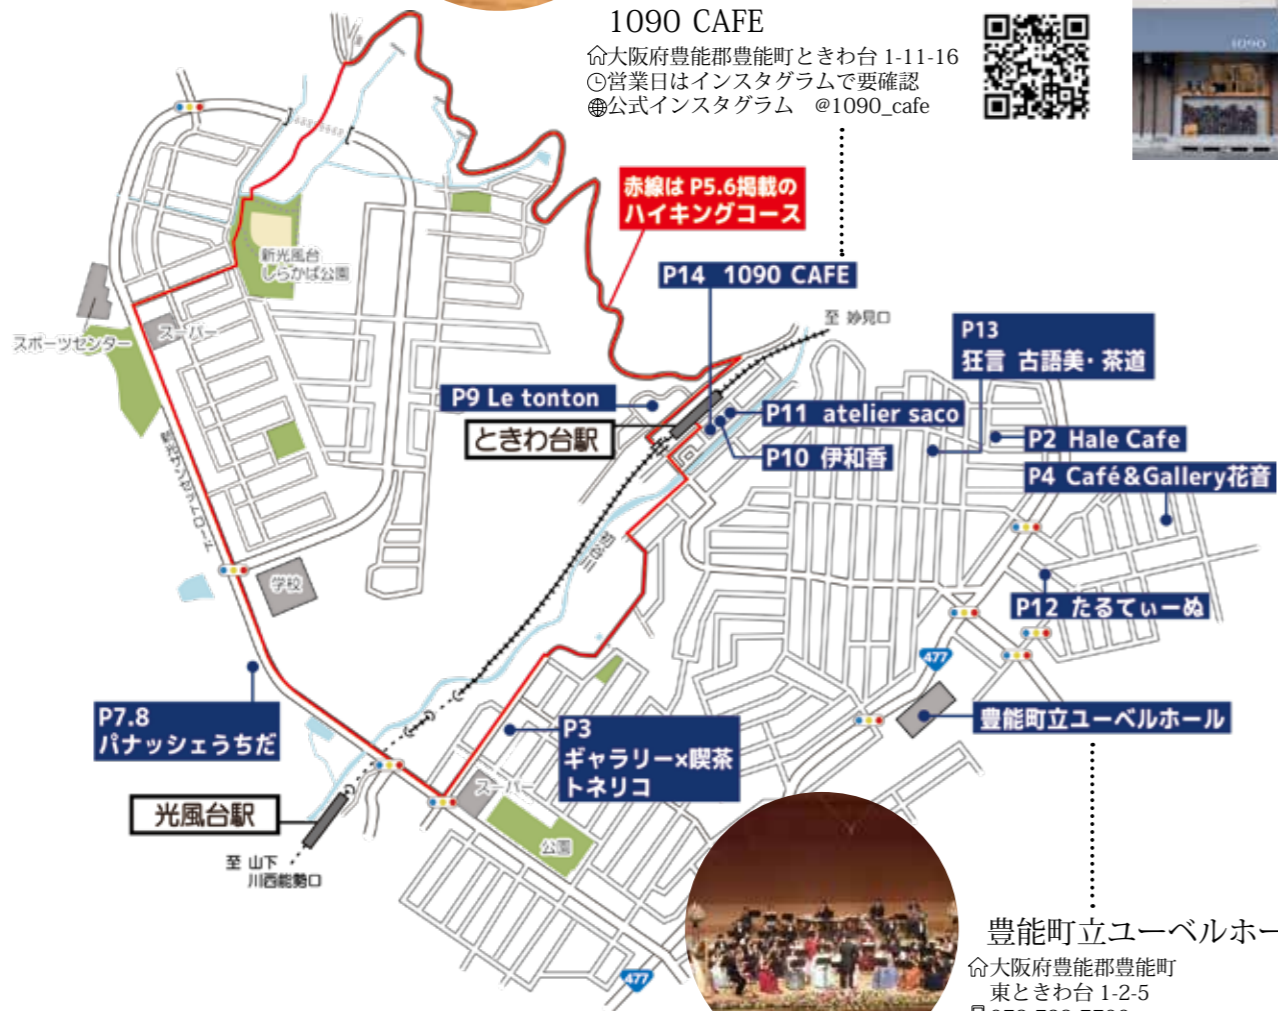 1090 CAFE
大阪府豊能郡豊能町ときわ台 1-11-16
営業日はインスタグラムで要確認
公式インスタグラム @1090_cafe
1090
赤線は P5.6掲載の
ハイキングコース
新光風台
しらかば公園
P14 1090 CAFE
至 妙見口
スポーツセンター
スーパー
P13
狂言 古語美・茶道
P9 Le tonton
P11 atelier saco
ときわ台駅
P10 伊和香
P2 Hale Cafe
P4 Café&Gallery花音
学校
P12 たるてぃーぬ
477
P7.8
パナッシェうちだ
P3
ギャラリー×喫茶
トネリコ
豊能町立ユーベルホール
スーパー
光風台駅
公園
至 山下
川西能勢口
477
豊能町立ユーベルホー
大阪府豊能郡豊能町
東ときわ台 1-2-5